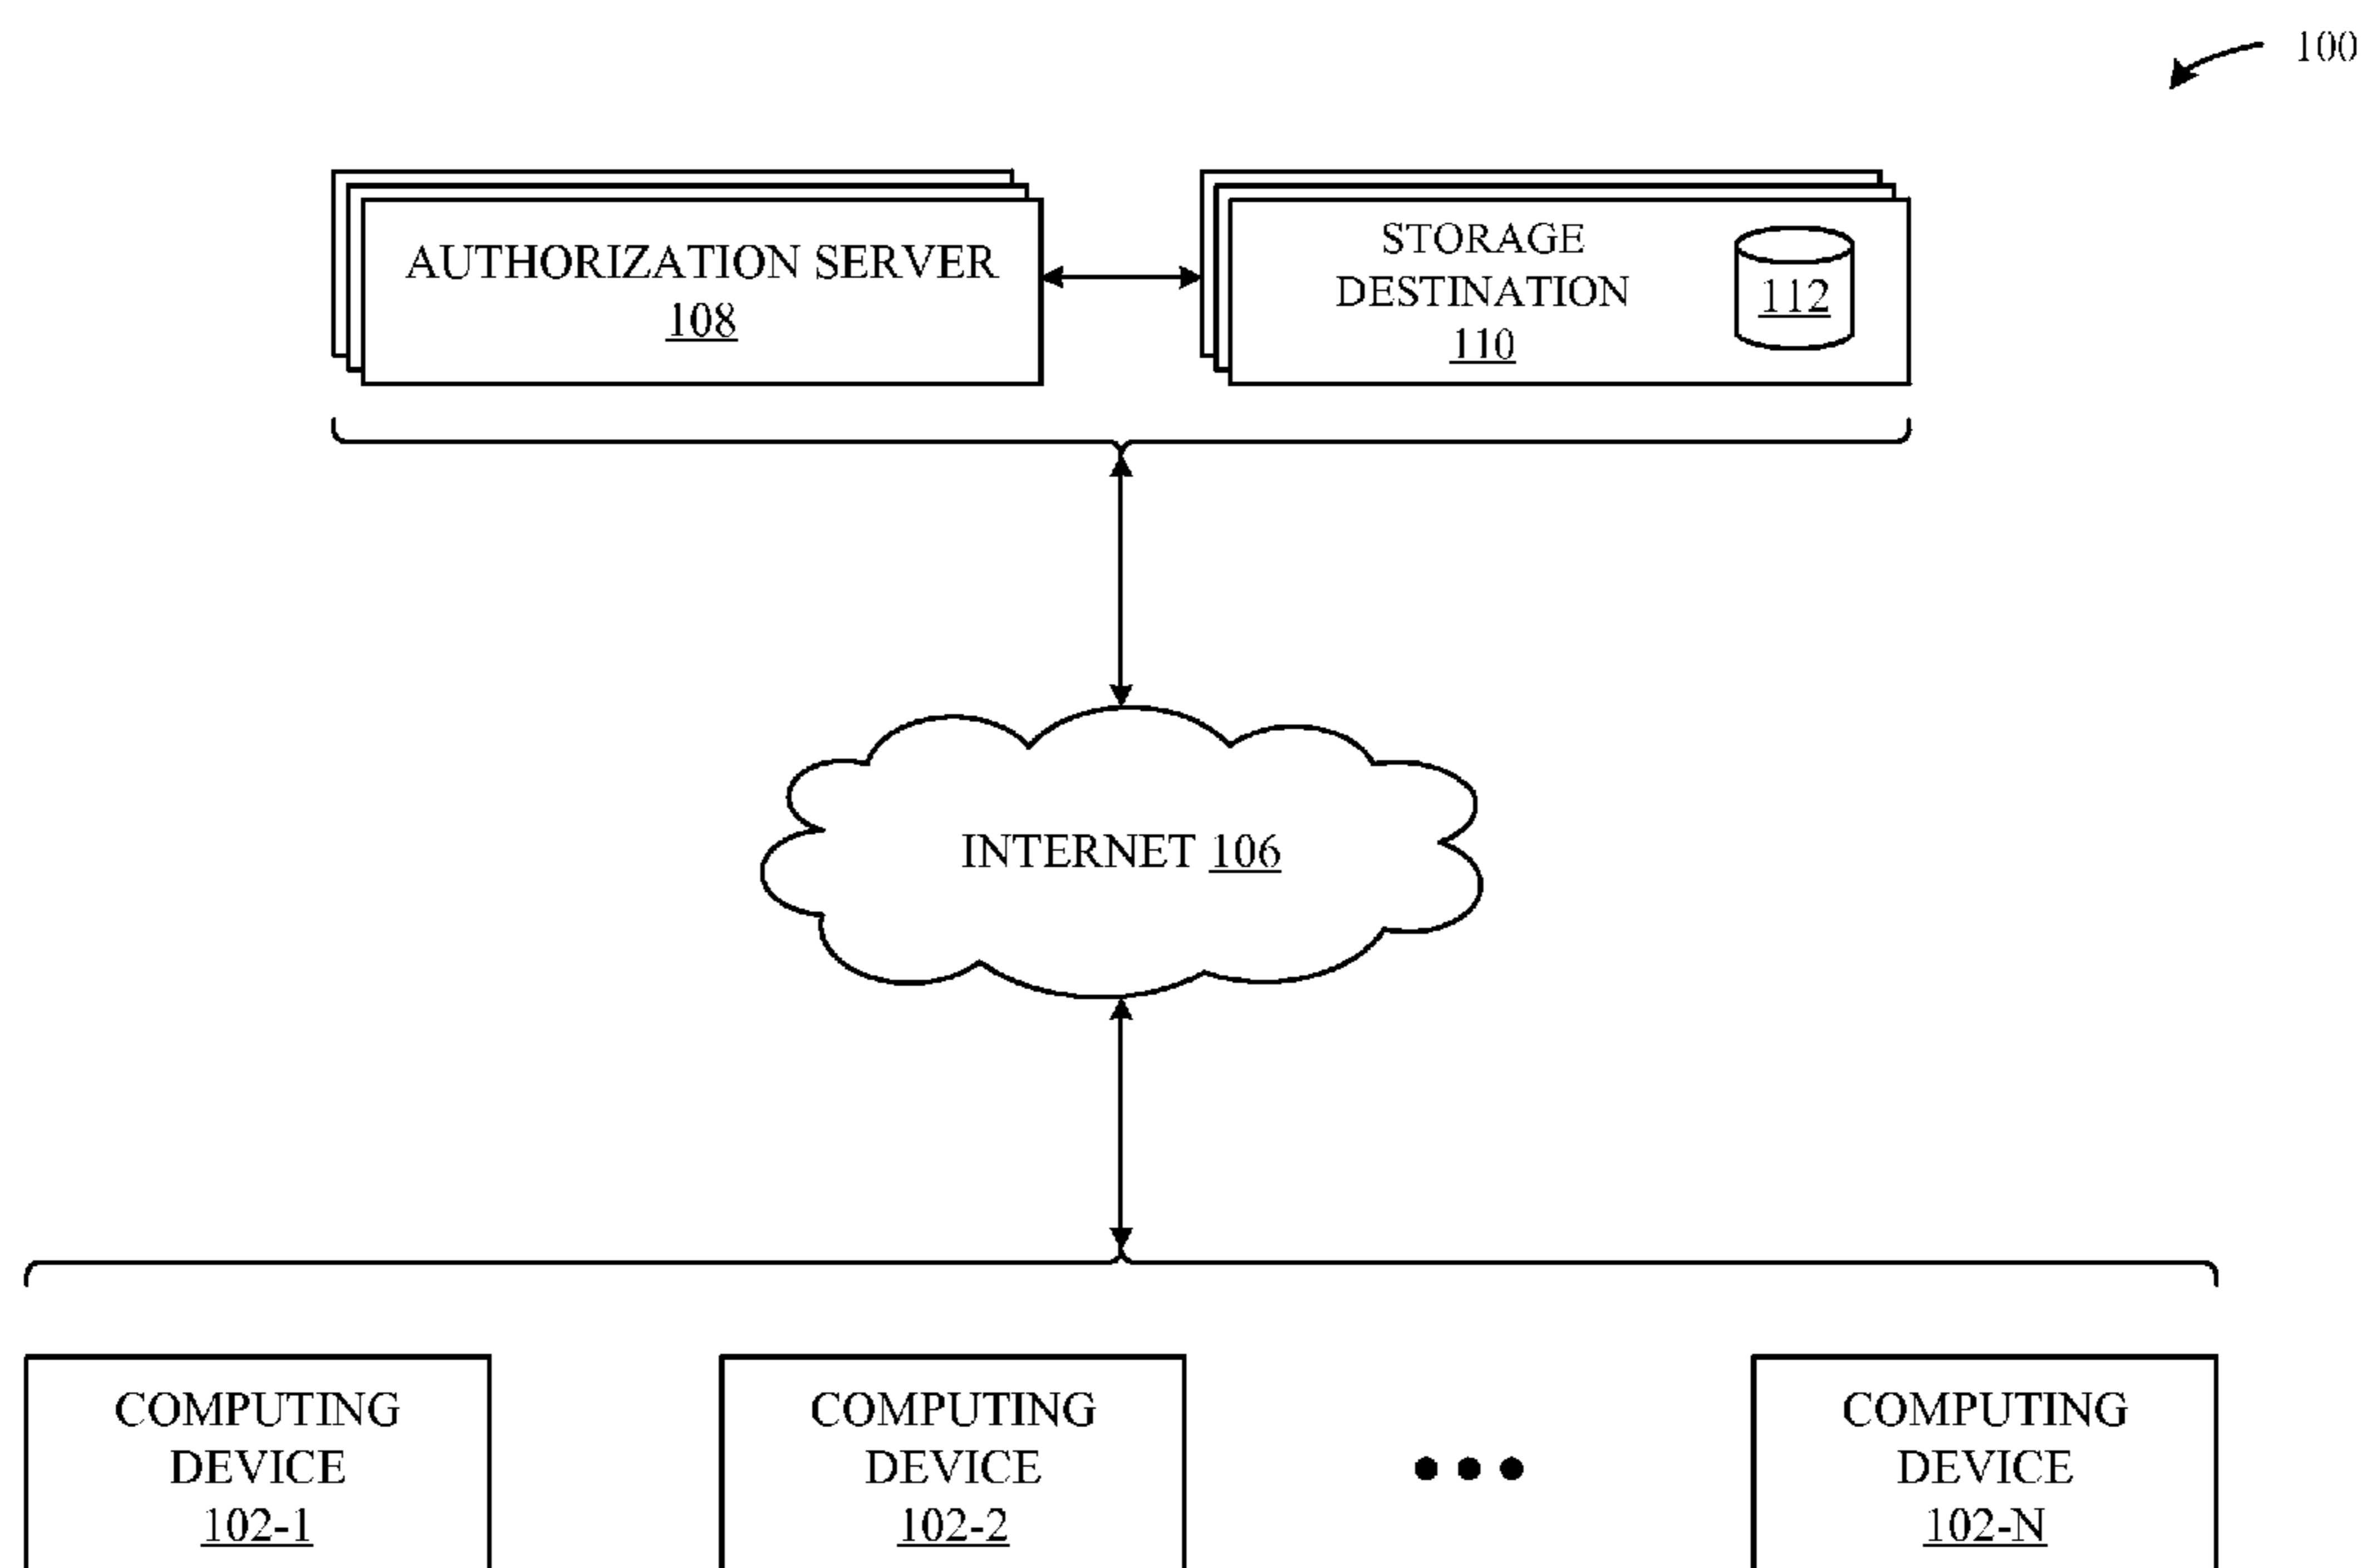 100
AUTHORIZATION SERVER
108
STORAGE
DESTINATION
110
112
INTERNET 106
COMPUTING
DEVICE
102-1
COMPUTING
DEVICE
102-2
COMPUTING
DEVICE
102-N